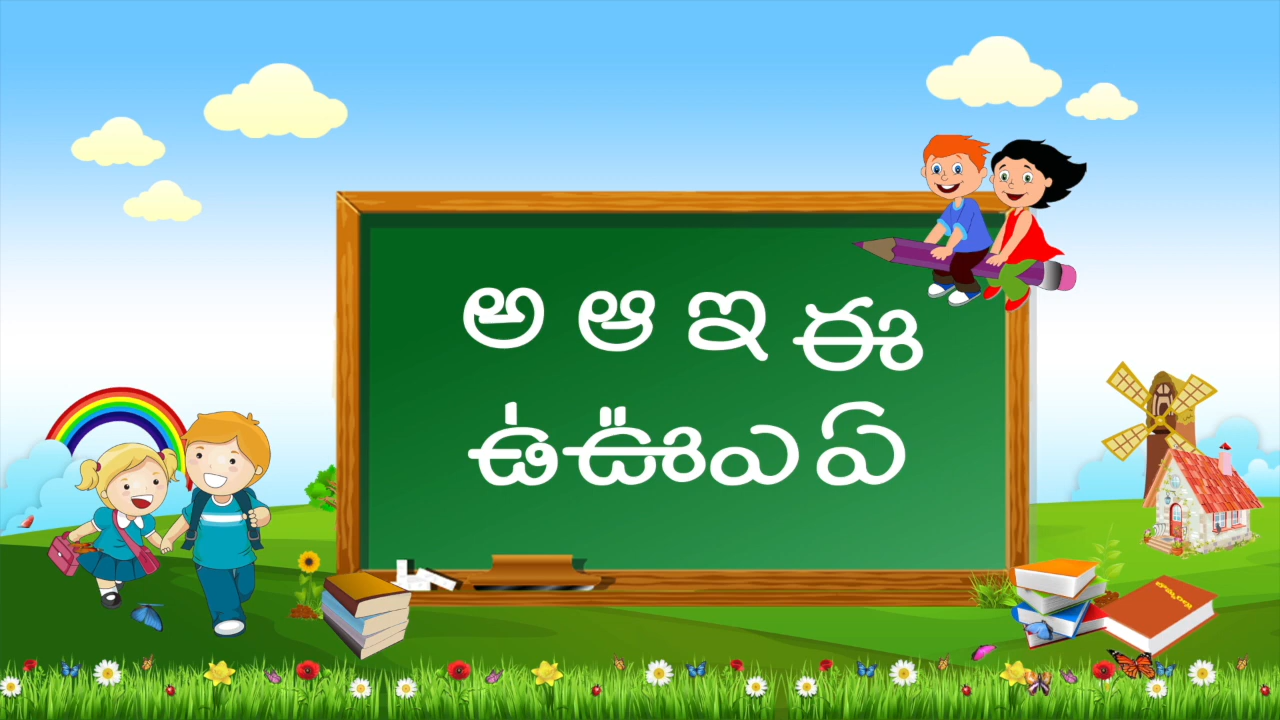 అ ఆ ఇ ఈ
ఉ ఊ ఎ ఏ